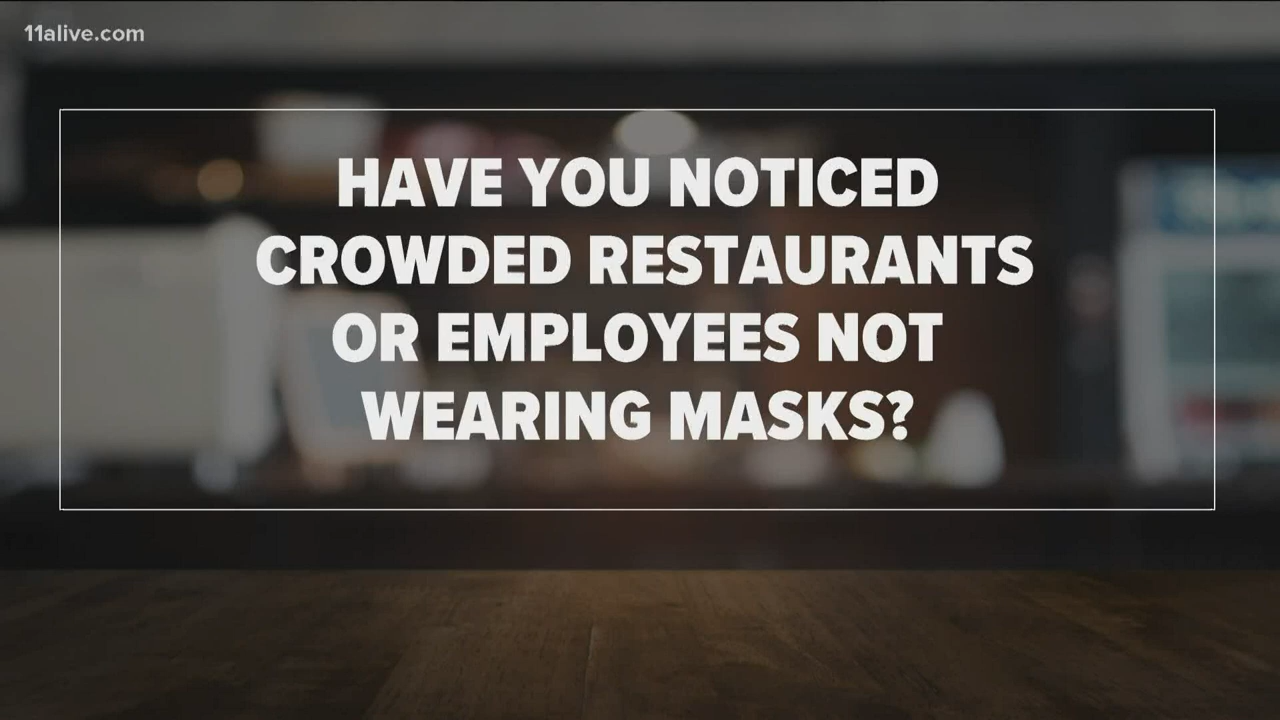 11alive.com
HAVE YOU NOTICED
CROWDED RESTAURANTS
OR EMPLOYEES NOT
WEARING MASKS?